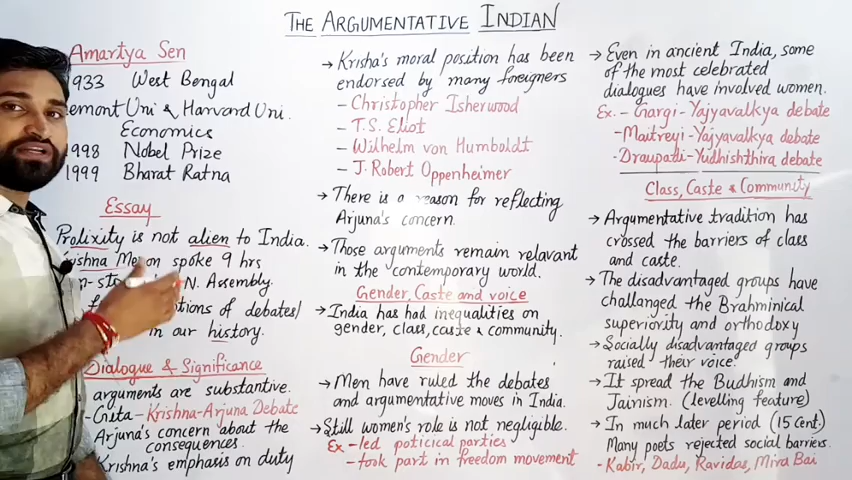 THE ARGUMENTATIVE INDIAN
Amartya Sen
1933 West Bengal
Uni & Harvard Uni.
Economics
1998 Nobel Prize
1999 Bharat Ratna
Essay
Prolixity is not alien to India.
Krishna spoke 9 hrs
N. Assembly.
of debates/
in our history.
Dialogue & Significance
arguments are substantive.
-Gita-Krishna-Arjuna Debate
Arjuna's concern about the
consequences.
Krishna's emphasis on duty
→ Krisha's moral position has been
endorsed by many foreigners
- Christopher Isherwood
- T.S. Eliot
- Wilhelm von Humboldt
- J. Robert Oppenheimer
→ There is a reason for reflecting
Arjuna's concern.
→ Those arguments remain relavant
in the contemporary world.
Gender, Caste and voice
→ India has had inequalities on
gender, class, caste & community.
Gender
→ Men have ruled the debates
and argumentative moves in India.
→ Still women's role is not negligible.
Ex -led poticical parties
- took part in freedom movement
→ Even in ancient India, some
of the most celebrated
dialogues have involved women.
Ex. - Gargi - Yajyavalkya debate
- Maitreyi - Yajyavalkya debate
- Draupadi - Yudhishthira debate
Class, Caste & Community
→ Argumentative tradition has
crossed the barriers of class
and caste.
→ The disadvantaged groups have
challanged the Brahminical
superiority and orthodoxy
→ Socially disadvantaged groups
raised their voice.
→ It spread the Budhism and
Jainism. (levelling feature)
→ In much later period (15 Cent.)
Many poets rejected social barriers.
- Kabir, Dadu, Ravidas, Mira Bai